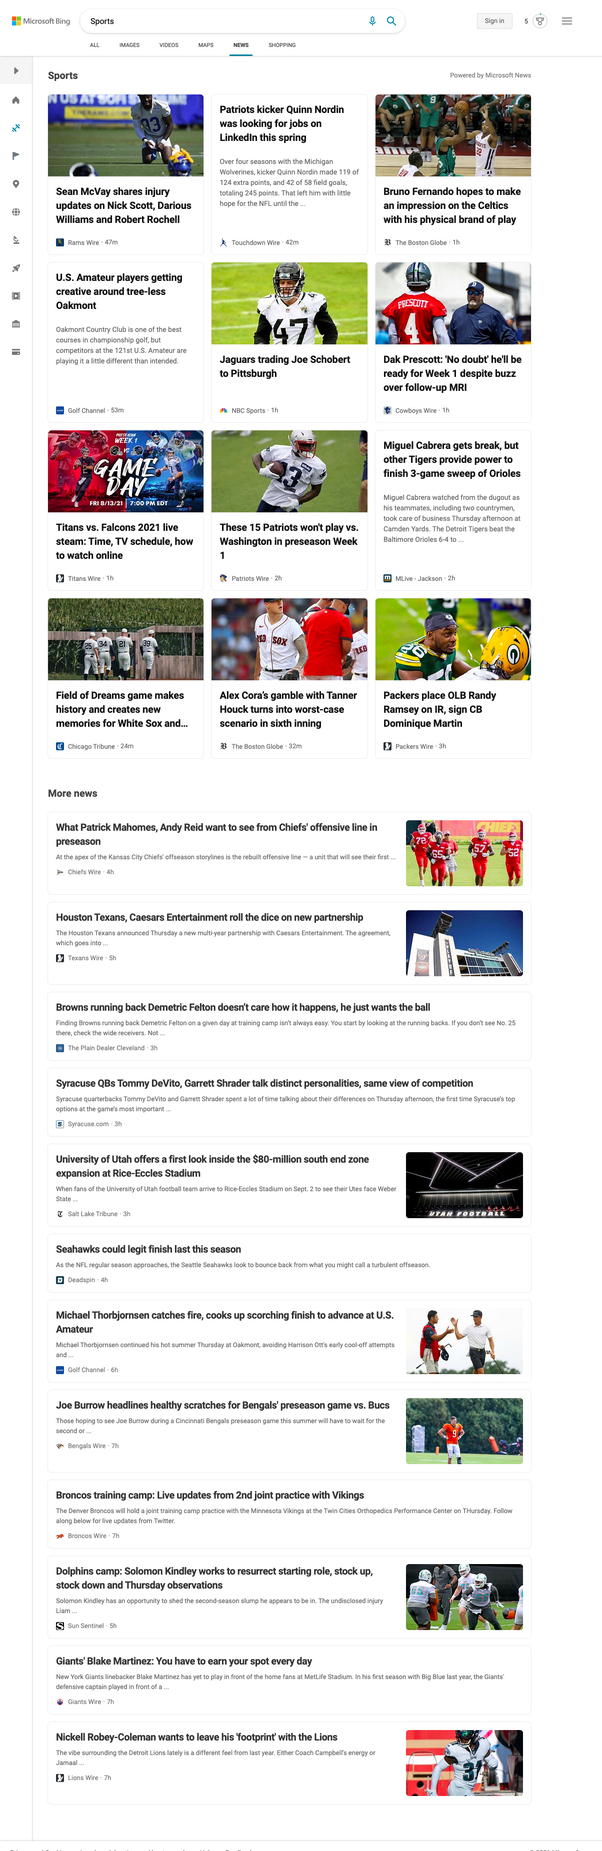 Microsoft Bing
Sports
Sign in
5
ALL IMAGES VIDEOS MAPS NEWS SHOPPING
Sports
Powered by Microsoft News
Sean McVay shares injury
updates on Nick Scott, Darious
Williams and Robert Rochell
Rams Wire · 47m
Patriots kicker Quinn Nordin
was looking for jobs on
LinkedIn this spring
Over four seasons with the Michigan
Wolverines, kicker Quinn Nordin made 119 of
124 extra points, and 42 of 58 field goals,
totaling 245 points. That left him with little
hope for the NFL until the ...
Touchdown Wire · 42m
Bruno Fernando hopes to make
an impression on the Celtics
with his physical brand of play
The Boston Globe · 1h
U.S. Amateur players getting
creative around tree-less
Oakmont
Oakmont Country Club is one of the best
courses in championship golf, but
competitors at the 121st U.S. Amateur are
playing it a little different than intended.
Golf Channel · 53m
47
Jaguars trading Joe Schobert
to Pittsburgh
NBC Sports · 1h
PRESCOTT
4
Dak Prescott: 'No doubt' he'll be
ready for Week 1 despite buzz
over follow-up MRI
Cowboys Wire · 1h
WEEK 1
GAME
DAY
FRI 8/13/21 | 7:00 PM EDT
Titans vs. Falcons 2021 live
steam: Time, TV schedule, how
to watch online
Titans Wire · 1h
These 15 Patriots won't play vs.
Washington in preseason Week
1
Patriots Wire · 2h
Miguel Cabrera gets break, but
other Tigers provide power to
finish 3-game sweep of Orioles
Miguel Cabrera watched from the dugout as
his teammates, including two countrymen,
took care of business Thursday afternoon at
Camden Yards. The Detroit Tigers beat the
Baltimore Orioles 6-4 to ...
MLive - Jackson · 2h
25 34 21 39
Field of Dreams game makes
history and creates new
memories for White Sox and...
Chicago Tribune · 24m
RED SOX
Alex Cora's gamble with Tanner
Houck turns into worst-case
scenario in sixth inning
The Boston Globe · 32m
G
Packers place OLB Randy
Ramsey on IR, sign CB
Dominique Martin
Packers Wire · 3h
More news
What Patrick Mahomes, Andy Reid want to see from Chiefs' offensive line in
preseason
At the apex of the Kansas City Chiefs' offseason storylines is the rebuilt offensive line — a unit that will see their first ...
Chiefs Wire · 4h
CHIEFS
Houston Texans, Caesars Entertainment roll the dice on new partnership
The Houston Texans announced Thursday a new multi-year partnership with Caesars Entertainment. The agreement,
which goes into ...
Texans Wire · 5h
Browns running back Demetric Felton doesn't care how it happens, he just wants the ball
Finding Browns running back Demetric Felton on a given day at training camp isn't always easy. You start by looking at the running backs. If you don't see No. 25
there, check the wide receivers. Not ...
The Plain Dealer Cleveland · 3h
Syracuse QBs Tommy DeVito, Garrett Shrader talk distinct personalities, same view of competition
Syracuse quarterbacks Tommy DeVito and Garrett Shrader spent a lot of time talking about their differences on Thursday afternoon, the first time Syracuse's top
options at the game's most important ...
Syracuse.com · 3h
University of Utah offers a first look inside the $80-million south end zone
expansion at Rice-Eccles Stadium
When fans of the University of Utah football team arrive to Rice-Eccles Stadium on Sept. 2 to see their Utes face Weber
State ...
Salt Lake Tribune · 3h
UTAH FOOTBALL
Seahawks could legit finish last this season
As the NFL regular season approaches, the Seattle Seahawks look to bounce back from what you might call a turbulent offseason.
Deadspin · 4h
Michael Thorbjornsen catches fire, cooks up scorching finish to advance at U.S.
Amateur
Michael Thorbjornsen continued his hot summer Thursday at Oakmont, avoiding Harrison Ott's early cool-off attempts
and ...
Golf Channel · 6h
Joe Burrow headlines healthy scratches for Bengals' preseason game vs. Bucs
Those hoping to see Joe Burrow during a Cincinnati Bengals preseason game this summer will have to wait for the
second or ...
Bengals Wire · 7h
Broncos training camp: Live updates from 2nd joint practice with Vikings
The Denver Broncos will hold a joint training camp practice with the Minnesota Vikings at the Twin Cities Orthopedics Performance Center on THursday. Follow
along below for live updates from Twitter.
Broncos Wire · 7h
Dolphins camp: Solomon Kindley works to resurrect starting role, stock up,
stock down and Thursday observations
Solomon Kindley has an opportunity to shed the second-season slump he appears to be in. The undisclosed injury
Liam ...
Sun Sentinel · 5h
Giants' Blake Martinez: You have to earn your spot every day
New York Giants linebacker Blake Martinez has yet to play in front of the home fans at MetLife Stadium. In his first season with Big Blue last year, the Giants'
defensive captain played in front of a ...
Giants Wire · 7h
Nickell Robey-Coleman wants to leave his 'footprint' with the Lions
The vibe surrounding the Detroit Lions lately is a different feel from last year. Either Coach Campbell's energy or
Jamaal ...
Lions Wire · 7h